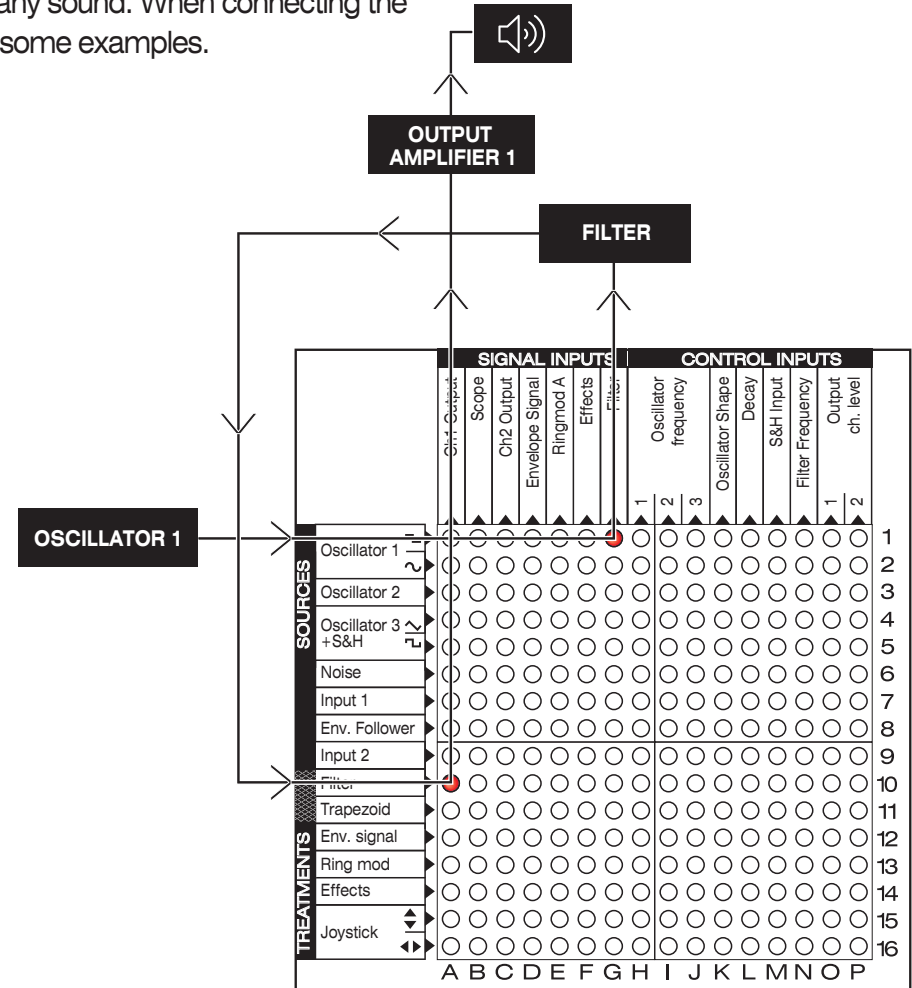 any sound. When connecting the
some examples.
OUTPUT
AMPLIFIER 1
FILTER
OSCILLATOR 1
SIGNAL INPUTS
CONTROL INPUTS
Ch1 Output
Scope
Ch2 Output
Envelope Signal
Ringmod A
Effects
Filter
Oscillator
frequency
1
2
3
Oscillator Shape
Decay
S&H Input
Filter Frequency
Output
ch. level
1
2
SOURCES
TREATMENTS
Oscillator 1
Oscillator 2
Oscillator 3
+S&H
Noise
Input 1
Env. Follower
Input 2
Filter
Trapezoid
Env. signal
Ring mod
Effects
Joystick
1
2
3
4
5
6
7
8
9
10
11
12
13
14
15
16
A B C D E F G H I J K L M N O P